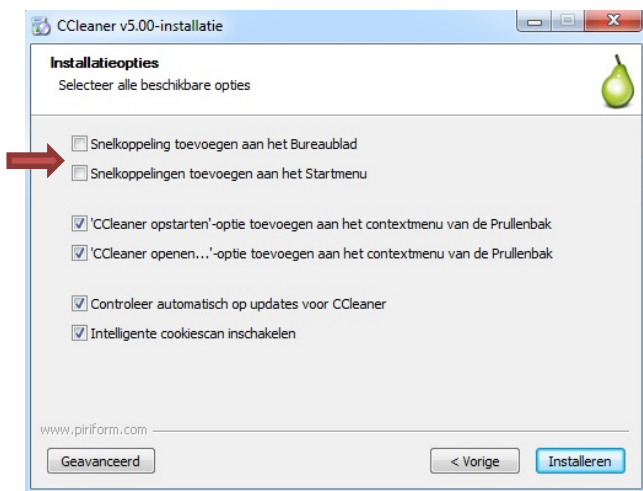 CCleaner v5.00-installatie
Installatieopties
Selecteer alle beschikbare opties
Snelkoppeling toevoegen aan het Bureaublad
Snelkoppelingen toevoegen aan het Startmenu
'CCleaner opstarten'-optie toevoegen aan het contextmenu van de Prullenbak
'CCleaner openen...'-optie toevoegen aan het contextmenu van de Prullenbak
Controleer automatisch op updates voor CCleaner
Intelligente cookiescan inschakelen
www.piriform.com
Geavanceerd
< Vorige
Installeren